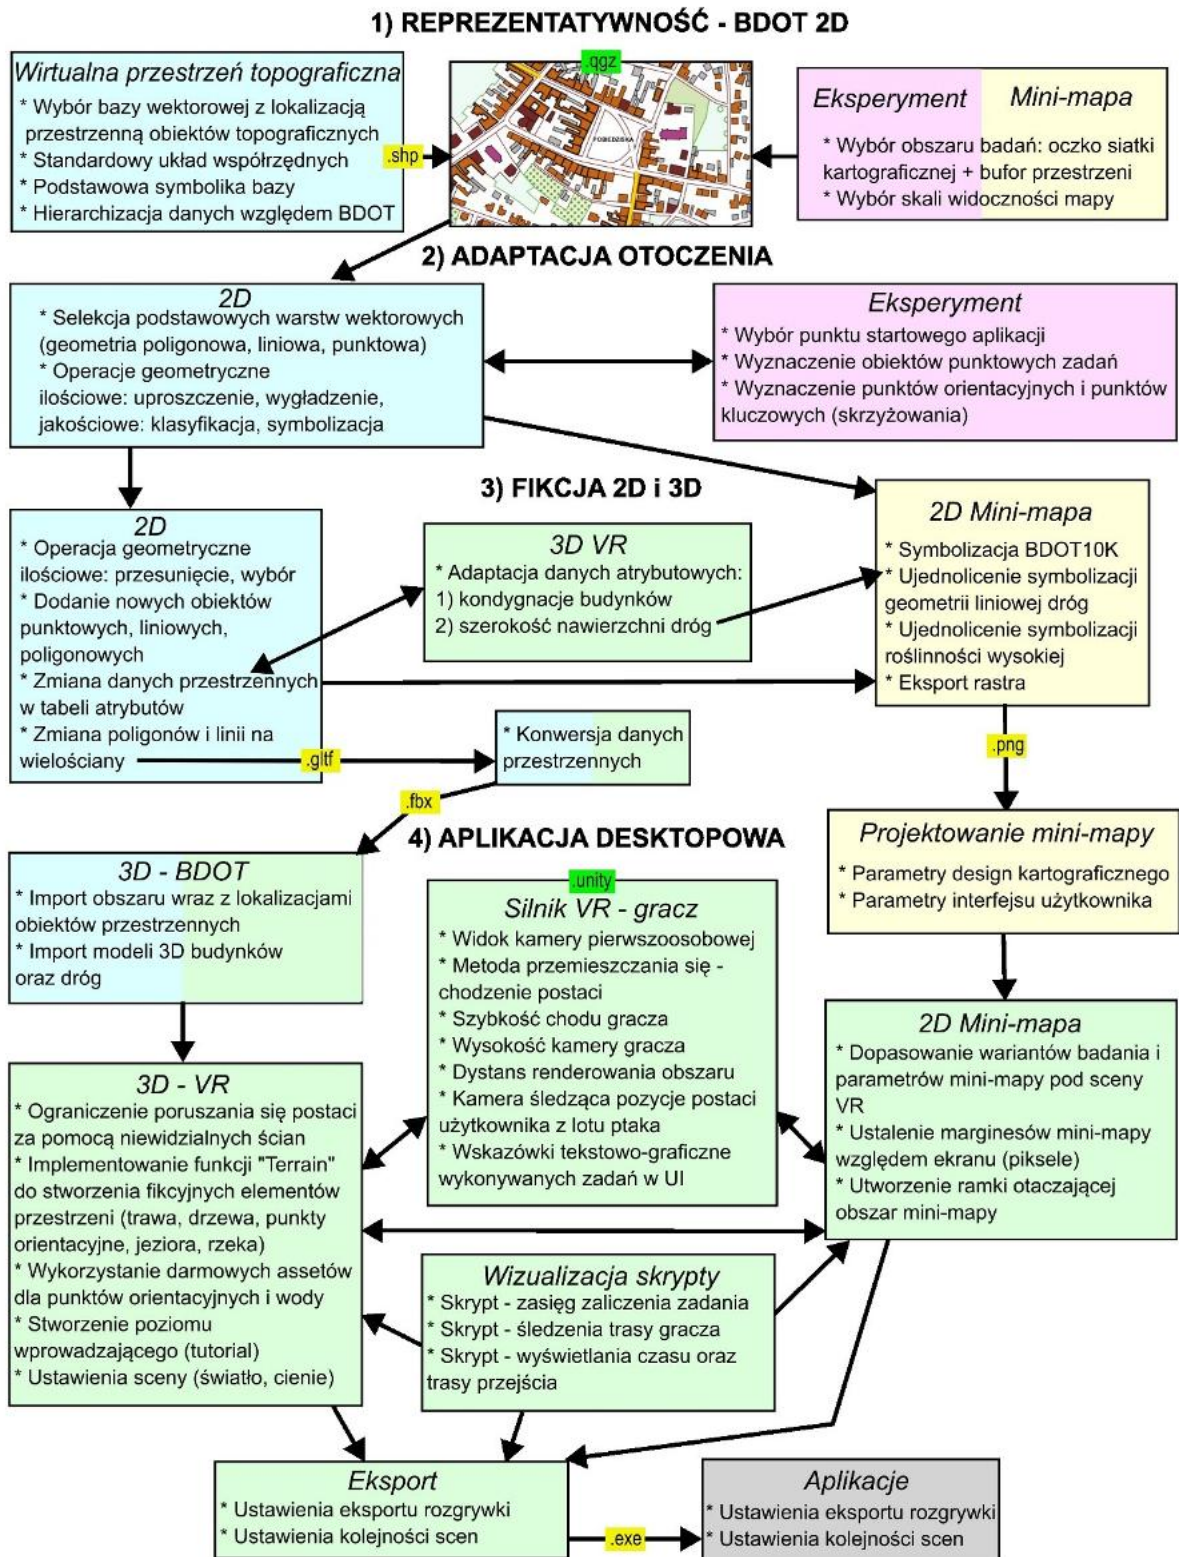 1) REPREZENTATYWNOŚĆ - BDOT 2D
Wirtualna przestrzeń topograficzna
* Wybór bazy wektorowej z lokalizacją
przestrzenną obiektów topograficznych
* Standardowy układ współrzędnych
* Podstawowa symbolika bazy
* Hierarchizacja danych względem BDOT
.shp
.qgz
POBIEDZISKA
Eksperyment
Mini-mapa
* Wybór obszaru badań: oczko siatki
kartograficznej + bufor przestrzeni
* Wybór skali widoczności mapy
2) ADAPTACJA OTOCZENIA
2D
* Selekcja podstawowych warstw wektorowych
(geometria poligonowa, liniowa, punktowa)
* Operacje geometryczne
ilościowe: uproszczenie, wygładzenie,
jakościowe: klasyfikacja, symbolizacja
Eksperyment
* Wybór punktu startowego aplikacji
* Wyznaczenie obiektów punktowych zadań
* Wyznaczenie punktów orientacyjnych i punktów
kluczowych (skrzyżowania)
3) FIKCJA 2D i 3D
2D
* Operacja geometryczne
ilościowe: przesunięcie, wybór
* Dodanie nowych obiektów
punktowych, liniowych,
poligonowych
* Zmiana danych przestrzennych
w tabeli atrybutów
* Zmiana poligonów i linii na
wielościany
.gltf
3D VR
* Adaptacja danych atrybutowych:
1) kondygnacje budynków
2) szerokość nawierzchni dróg
2D Mini-mapa
* Symbolizacja BDOT10K
* Ujednolicenie symbolizacji
geometrii liniowej dróg
* Ujednolicenie symbolizacji
roślinności wysokiej
* Eksport rastra
* Konwersja danych
przestrzennych
.png
.fbx
4) APLIKACJA DESKTOPOWA
Projektowanie mini-mapy
* Parametry design kartograficznego
* Parametry interfejsu użytkownika
3D - BDOT
* Import obszaru wraz z lokalizacjami
obiektów przestrzennych
* Import modeli 3D budynków
oraz dróg
.unity
Silnik VR - gracz
* Widok kamery pierwszoosobowej
* Metoda przemieszczania się -
chodzenie postaci
* Szybkość chodu gracza
* Wysokość kamery gracza
* Dystans renderowania obszaru
* Kamera śledząca pozycje postaci
użytkownika z lotu ptaka
* Wskazówki tekstowo-graficzne
wykonywanych zadań w UI
2D Mini-mapa
* Dopasowanie wariantów badania i
parametrów mini-mapy pod sceny
VR
* Ustalenie marginesów mini-mapy
względem ekranu (piksele)
* Utworzenie ramki otaczającej
obszar mini-mapy
3D - VR
* Ograniczenie poruszania się postaci
za pomocą niewidzialnych ścian
* Implementowanie funkcji "Terrain"
do stworzenia fikcyjnych elementów
przestrzeni (trawa, drzewa, punkty
orientacyjne, jeziora, rzeka)
* Wykorzystanie darmowych assetów
dla punktów orientacyjnych i wody
* Stworzenie poziomu
wprowadzającego (tutorial)
* Ustawienia sceny (światło, cienie)
Wizualizacja skrypty
* Skrypt - zasięg zaliczenia zadania
* Skrypt - śledzenia trasy gracza
* Skrypt - wyświetlania czasu oraz
trasy przejścia
Eksport
* Ustawienia eksportu rozgrywki
* Ustawienia kolejności scen
.exe
Aplikacje
* Ustawienia eksportu rozgrywki
* Ustawienia kolejności scen